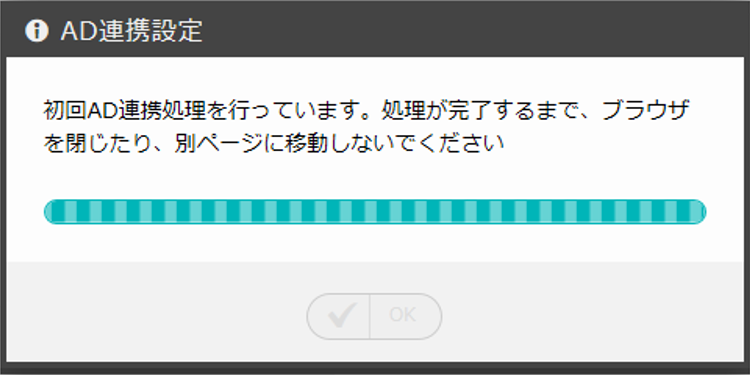 AD連携設定
初回AD連携処理を行っています。処理が完了するまで、ブラウザ
を閉じたり、別ページに移動しないでください
OK